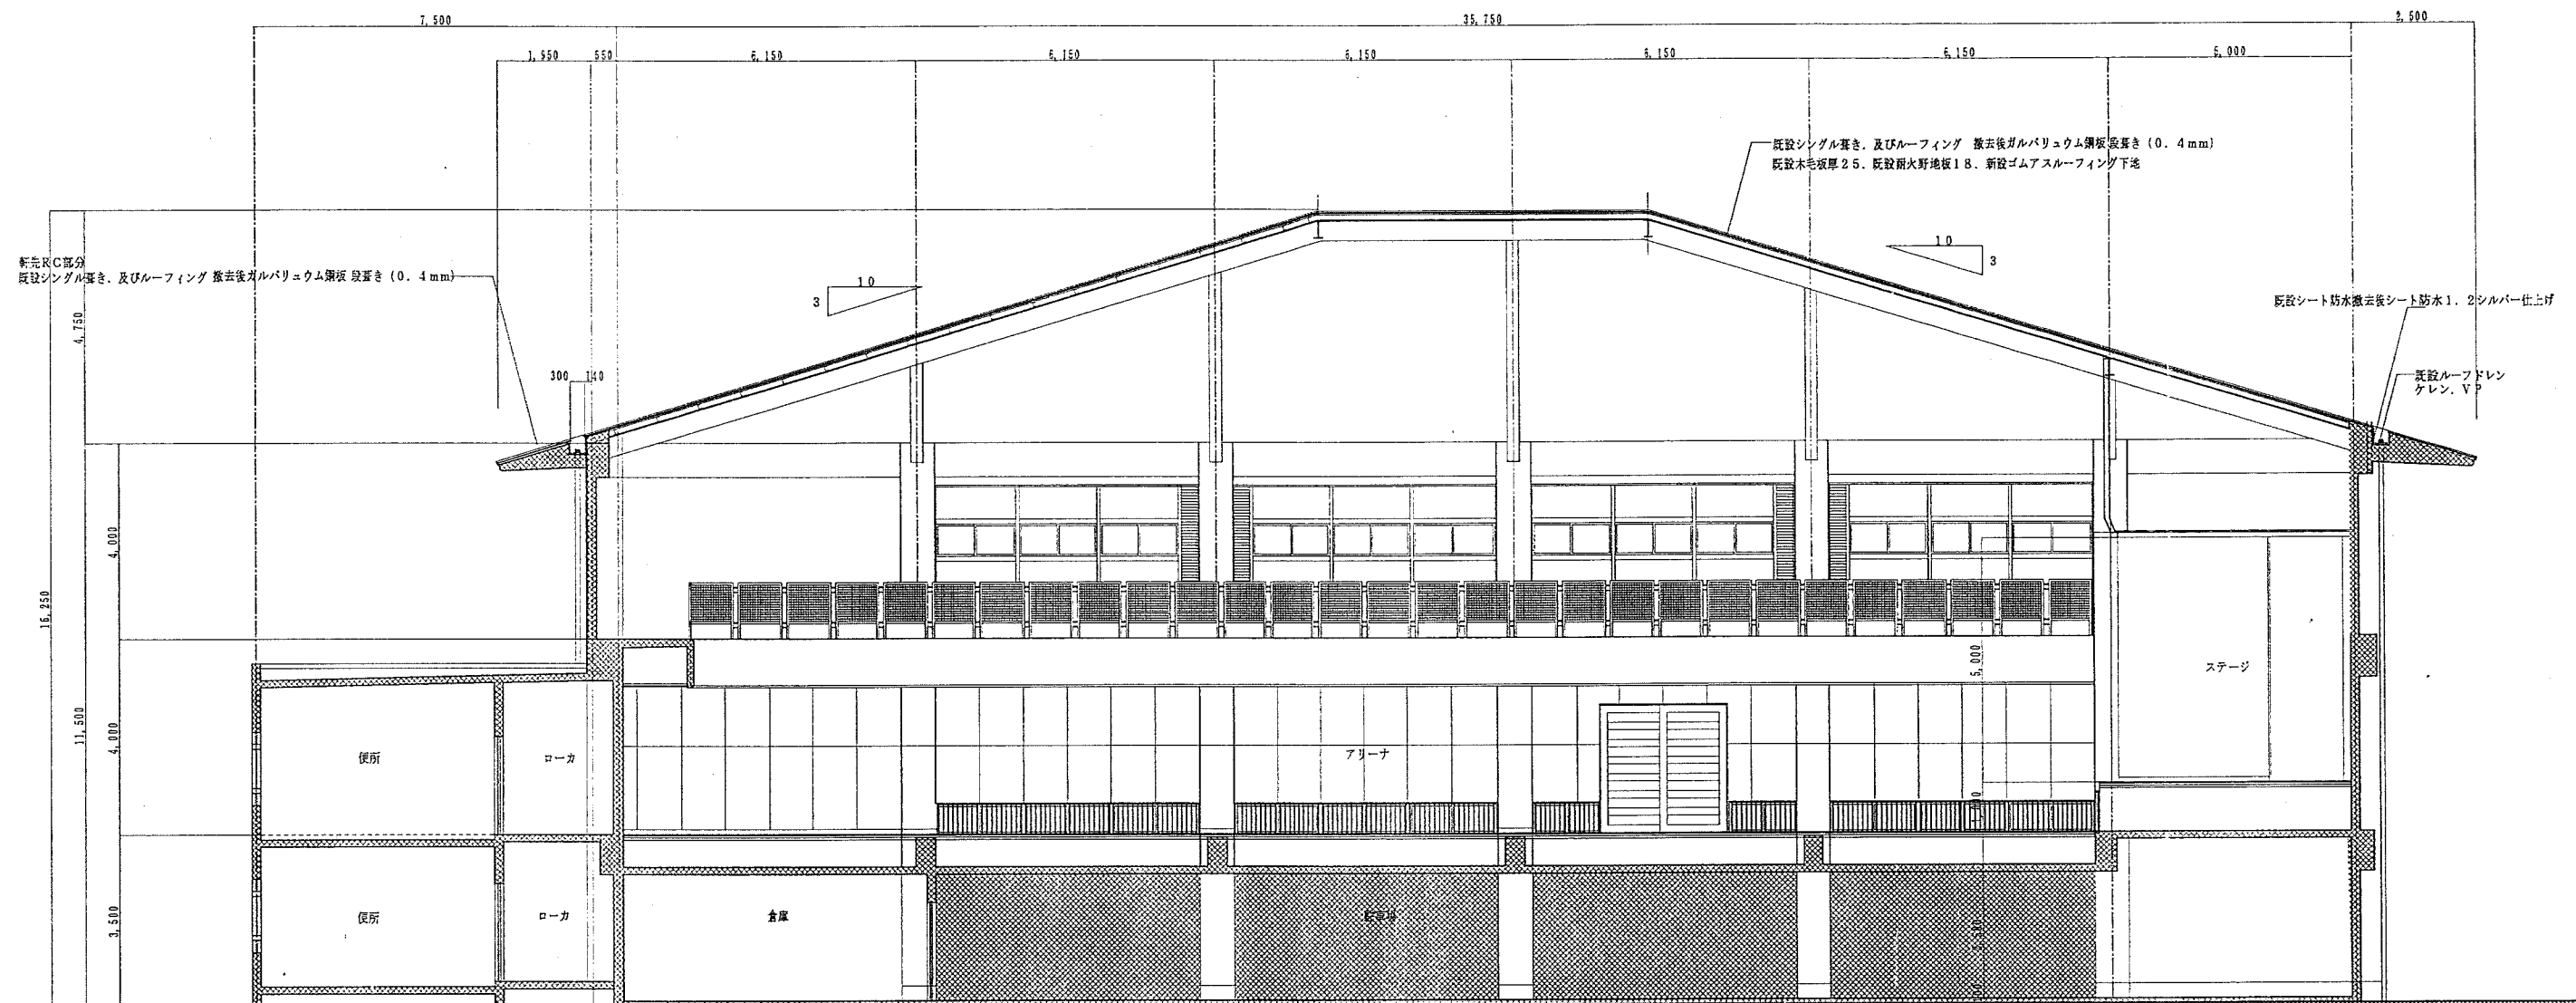 7,500
35,750
2,500
1,950
550
6,150
6,150
6,150
6,150
6,150
5,000
既設シングル葺き. 及びルーフィング 撤去後ガルバリュウム鋼板 段葺き (0. 4mm)
既設木毛板厚25. 既設耐火野地板18. 新設ゴムアスルーフィング下地
軒先RC部分
既設シングル葺き. 及びルーフィング 撤去後ガルバリュウム鋼板 段葺き (0. 4mm)
10
3
10
3
既設シート防水撤去後シート防水1. 2シルバー仕上げ
既設ルーフドレン
ケレン. VP
300
140
4,750
16,250
11,500
4,000
4,000
3,500
5,000
ステージ
便所
ローカ
アリーナ
便所
ローカ
倉庫
駐車場